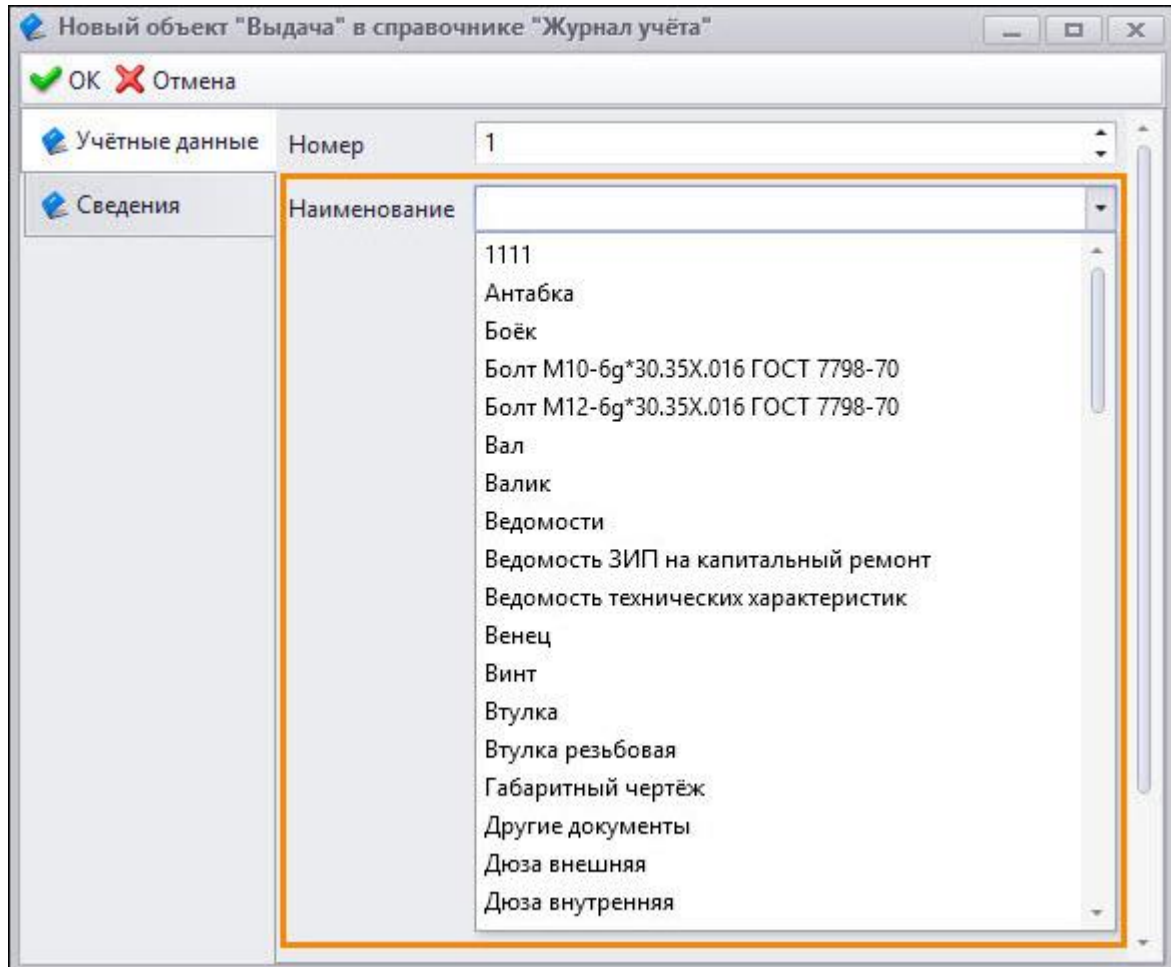 Новый объект "Выдача" в справочнике "Журнал учёта"
ОК Отмена
Учётные данные
Номер 1
Сведения
Наименование
1111
Антабка
Боёк
Болт М10-6g*30.35Х.016 ГОСТ 7798-70
Болт М12-6g*30.35Х.016 ГОСТ 7798-70
Вал
Валик
Ведомости
Ведомость ЗИП на капитальный ремонт
Ведомость технических характеристик
Венец
Винт
Втулка
Втулка резьбовая
Габаритный чертёж
Другие документы
Дюза внешняя
Дюза внутренняя